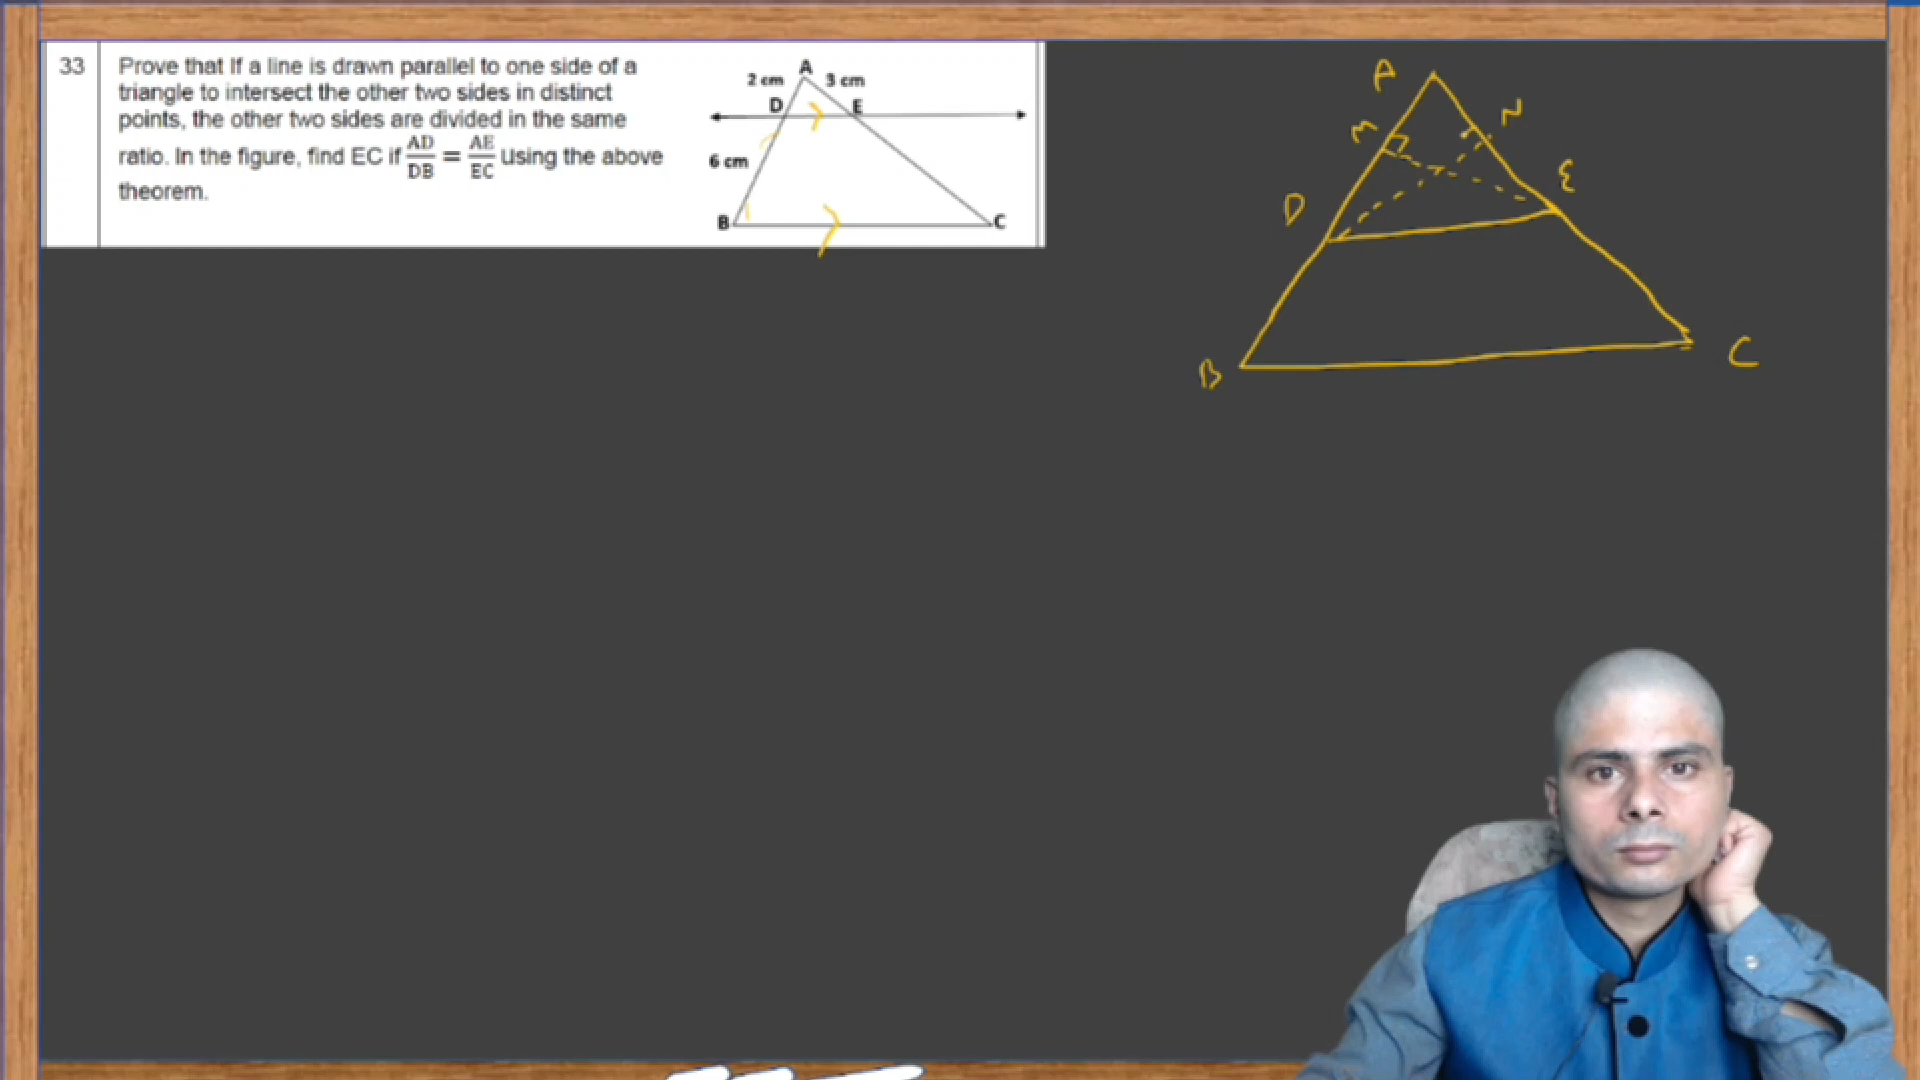 33
Prove that If a line is drawn parallel to one side of a
triangle to intersect the other two sides in distinct
points, the other two sides are divided in the same
ratio. In the figure, find EC if AD/DB = AE/EC Using the above
theorem.
A
2 cm 3 cm
D E
6 cm
B C
A
M N
D E
B C